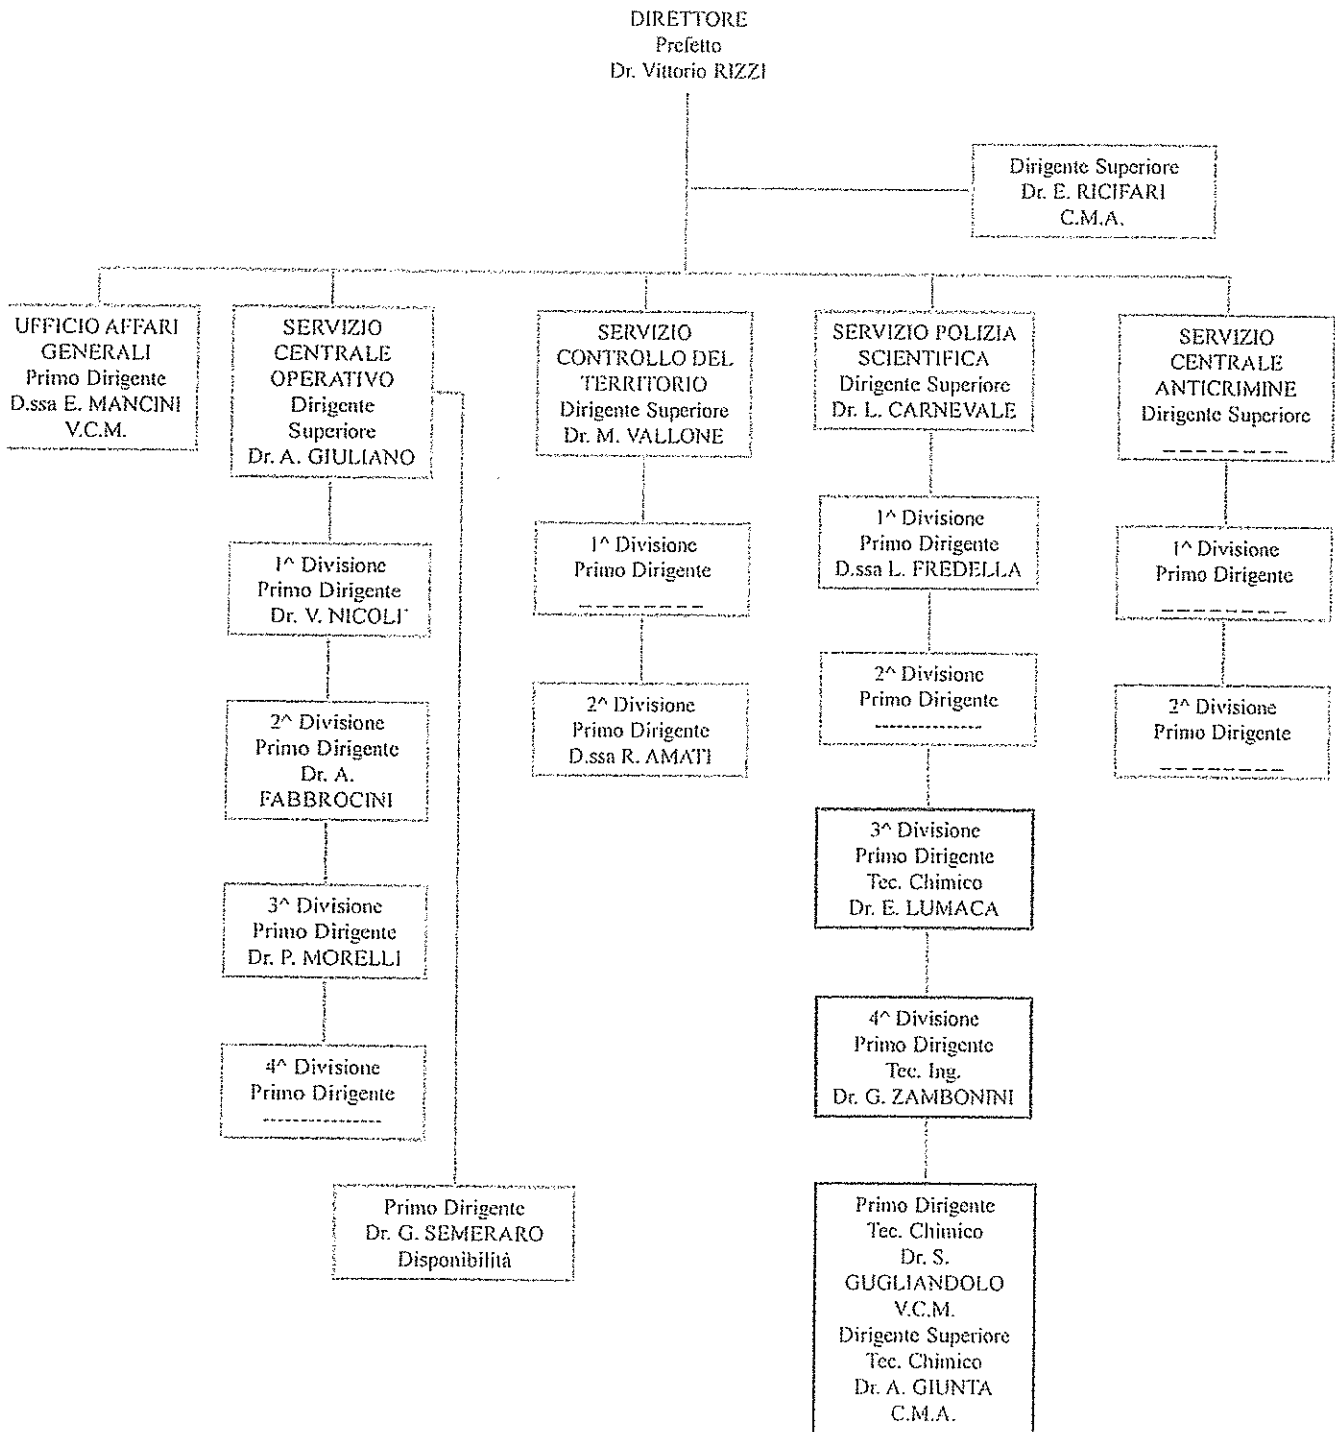 DIRETTORE
Prefetto
Dr. Vittorio RIZZI
Dirigente Superiore
Dr. E. RICIFARI
C.M.A.
UFFICIO AFFARI
GENERALI
Primo Dirigente
D.ssa E. MANCINI
V.C.M.
SERVIZIO
CENTRALE
OPERATIVO
Dirigente
Superiore
Dr. A. GIULIANO
1^ Divisione
Primo Dirigente
Dr. V. NICOLI'
2^ Divisione
Primo Dirigente
Dr. A.
FABBROCINI
3^ Divisione
Primo Dirigente
Dr. P. MORELLI
4^ Divisione
Primo Dirigente
----------------
Primo Dirigente
Dr. G. SEMERARO
Disponibilità
SERVIZIO
CONTROLLO DEL
TERRITORIO
Dirigente Superiore
Dr. M. VALLONE
1^ Divisione
Primo Dirigente
_ _ _ _ _ _ _ _
2^ Divisione
Primo Dirigente
D.ssa R. AMATI
SERVIZIO POLIZIA
SCIENTIFICA
Dirigente Superiore
Dr. L. CARNEVALE
1^ Divisione
Primo Dirigente
D.ssa L. FREDELLA
2^ Divisione
Primo Dirigente
----------------
3^ Divisione
Primo Dirigente
Tec. Chimico
Dr. E. LUMACA
4^ Divisione
Primo Dirigente
Tec. Ing.
Dr. G. ZAMBONINI
Primo Dirigente
Tec. Chimico
Dr. S.
GUGLIANDOLO
V.C.M.
Dirigente Superiore
Tec. Chimico
Dr. A. GIUNTA
C.M.A.
SERVIZIO
CENTRALE
ANTICRIMINE
Dirigente Superiore
_ _ _ _ _ _ _ _
1^ Divisione
Primo Dirigente
_ _ _ _ _ _ _ _
2^ Divisione
Primo Dirigente
_ _ _ _ _ _ _ _